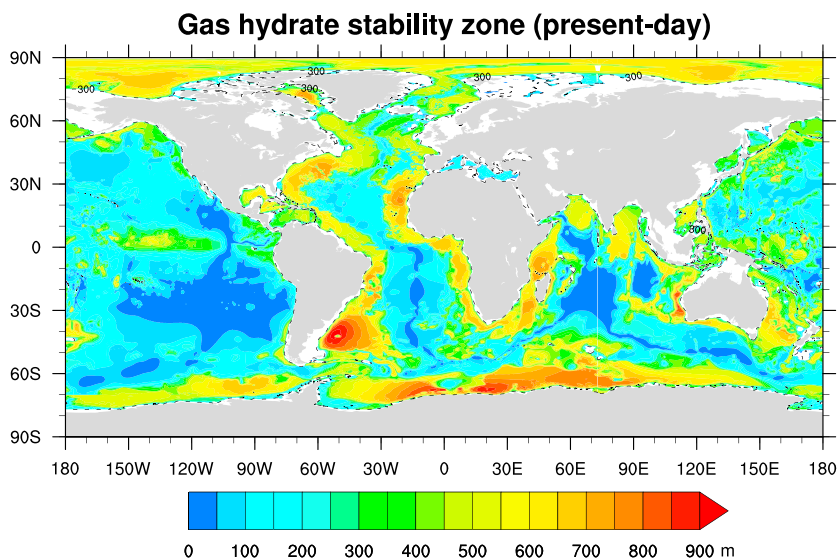 Gas hydrate stability zone (present-day)
90N
300 300 300
300 300
60N
30N
300
0
30S
60S
90S
180 150W 120W 90W 60W 30W 0 30E 60E 90E 120E 150E 180
0 100 200 300 400 500 600 700 800 900 m